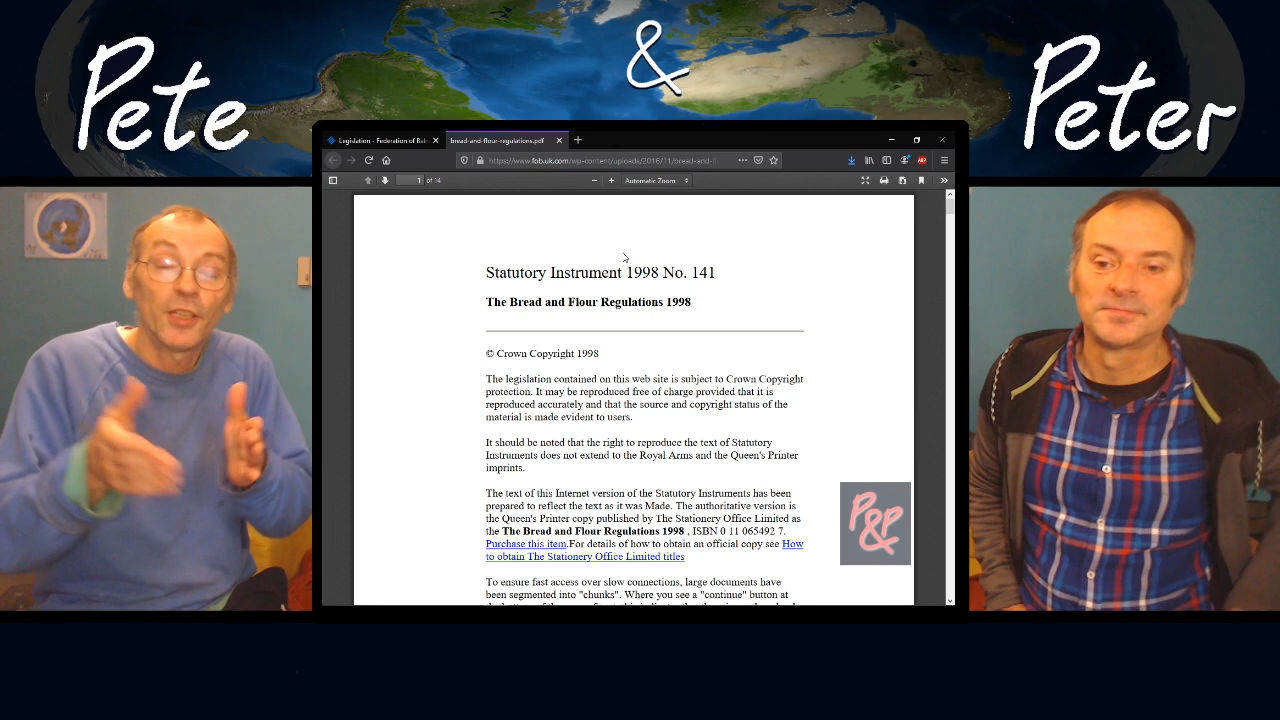 Pete
&
Peter
Legislation - Federation of Bak
bread-and-flour-regulations.pdf
https://www.fob.uk.com/wp-content/uploads/2016/11/bread-and-f
1 of 14
Automatic Zoom
Statutory Instrument 1998 No. 141
The Bread and Flour Regulations 1998
© Crown Copyright 1998
The legislation contained on this web site is subject to Crown Copyright
protection. It may be reproduced free of charge provided that it is
reproduced accurately and that the source and copyright status of the
material is made evident to users.
It should be noted that the right to reproduce the text of Statutory
Instruments does not extend to the Royal Arms and the Queen's Printer
imprints.
The text of this Internet version of the Statutory Instruments has been
prepared to reflect the text as it was Made. The authoritative version is
the Queen's Printer copy published by The Stationery Office Limited as
the The Bread and Flour Regulations 1998 , ISBN 0 11 065492 7.
Purchase this item.For details of how to obtain an official copy see How
to obtain The Stationery Office Limited titles
To ensure fast access over slow connections, large documents have
been segmented into "chunks". Where you see a "continue" button at
P&P